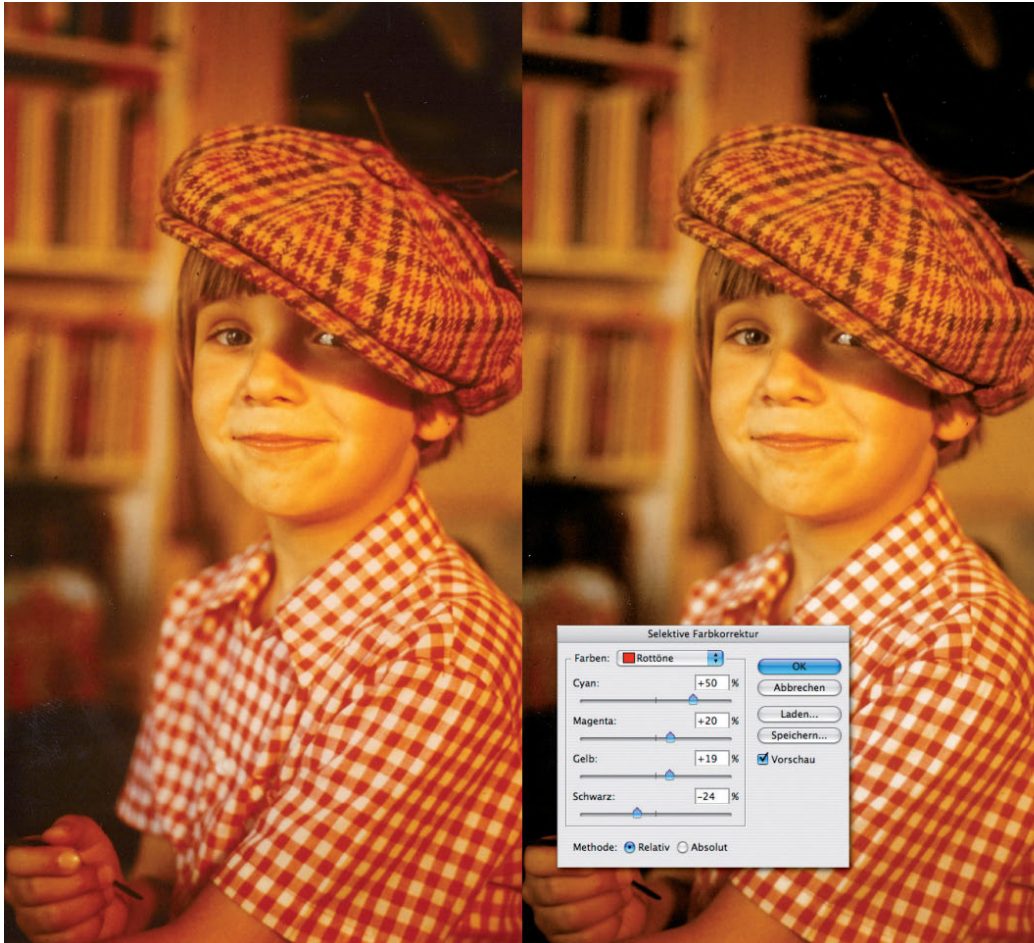 Selektive Farbkorrektur
Farben: Rottöne
Cyan: +50 %
Magenta: +20 %
Gelb: +19 %
Schwarz: -24 %
Methode: Relativ Absolut
OK
Abbrechen
Laden...
Speichern...
Vorschau